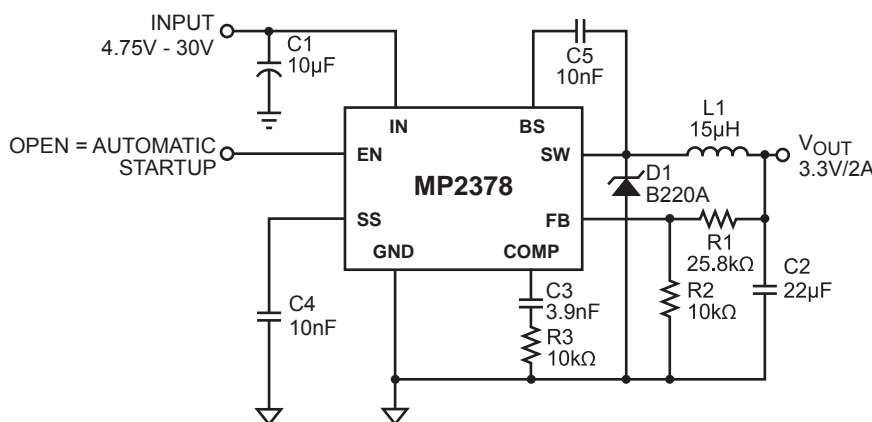 INPUT
4.75V - 30V
C1
10µF
C5
10nF
L1
15µH
VOUT
3.3V/2A
OPEN = AUTOMATIC
STARTUP
IN
BS
EN
SW
MP2378
D1
B220A
SS
FB
GND
COMP
R1
25.8kΩ
C4
10nF
C3
3.9nF
R3
10kΩ
R2
10kΩ
C2
22µF